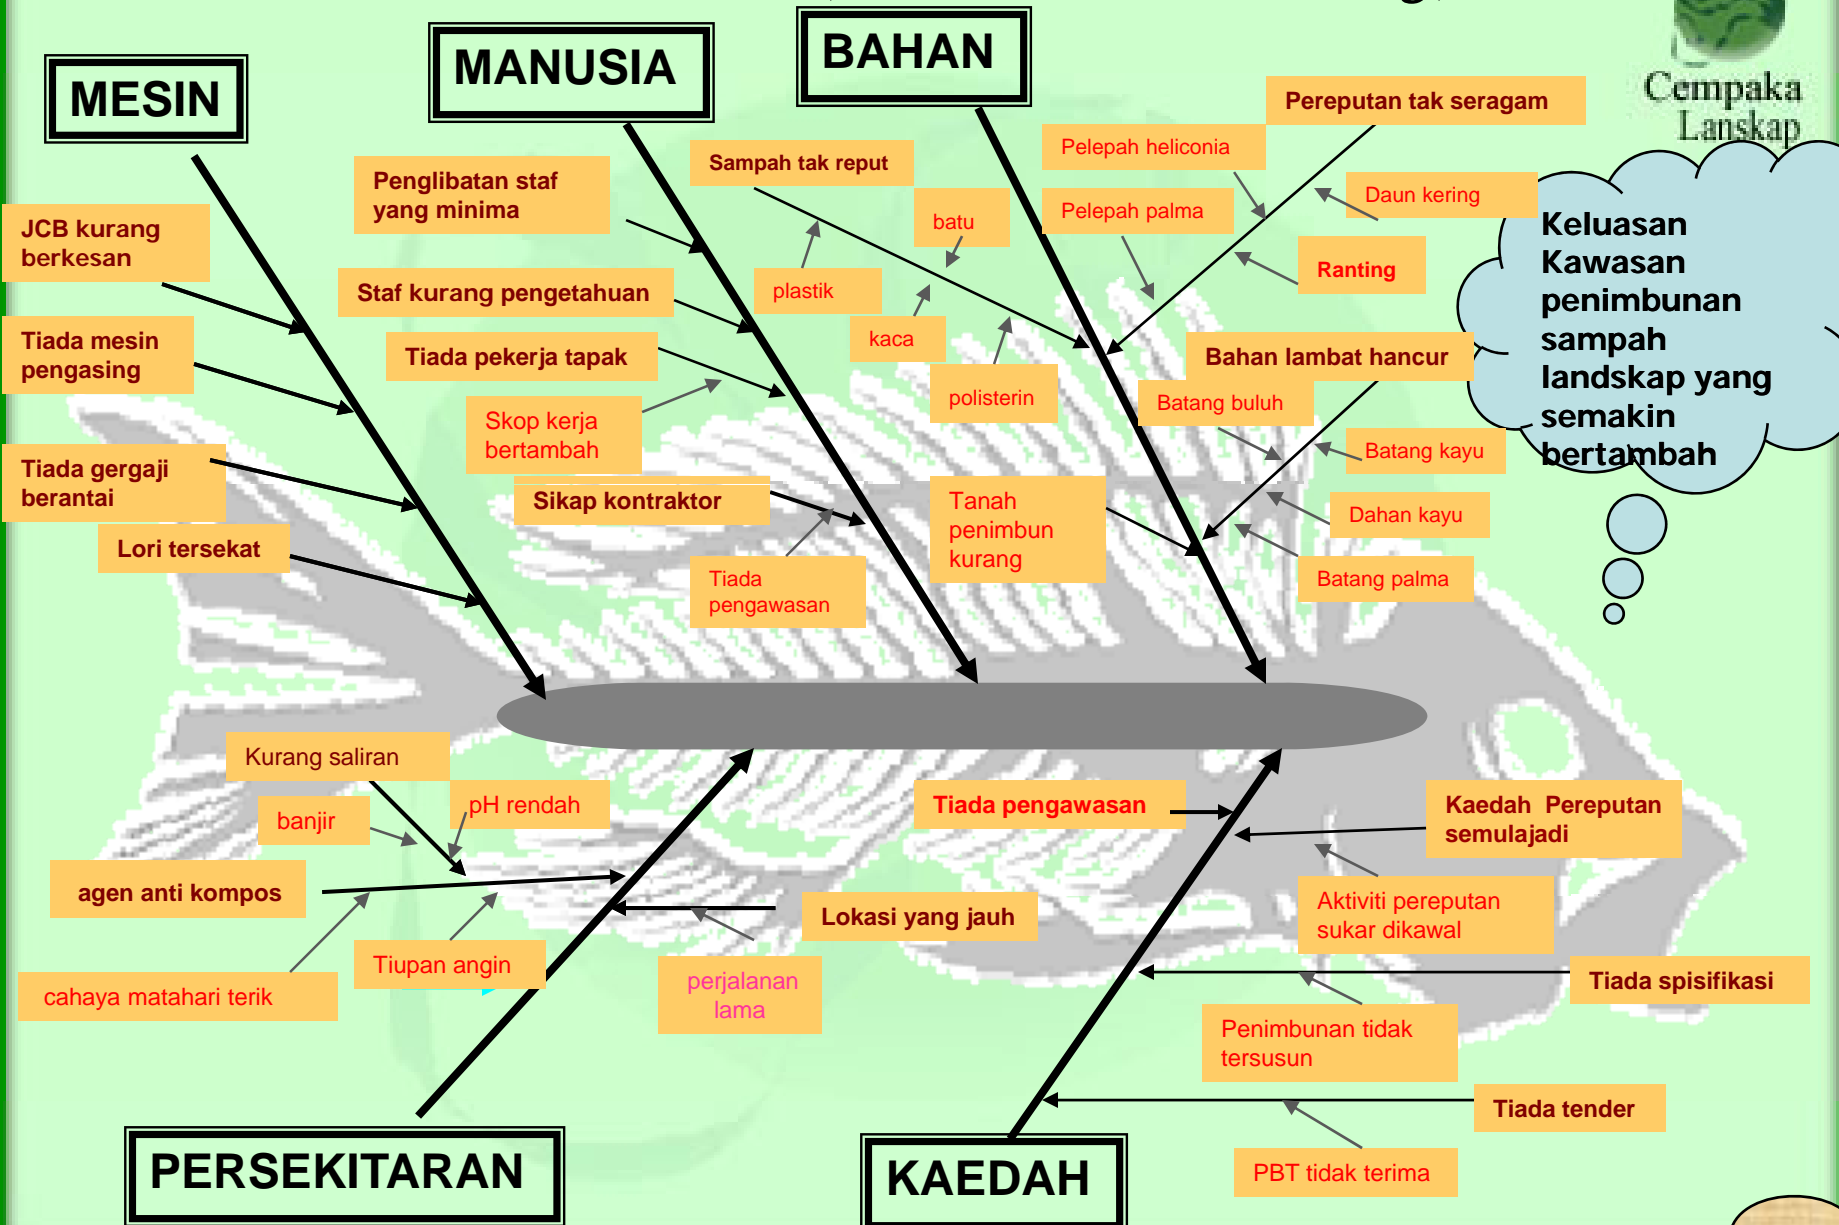 MESIN
MANUSIA
BAHAN
Cempaka
Lanskap
Pereputan tak seragam
Pelepah heliconia
Daun kering
Pelepah palma
Ranting
Sampah tak reput
batu
plastik
kaca
polisterin
Penglibatan staf
yang minima
Staf kurang pengetahuan
Tiada pekerja tapak
Skop kerja
bertambah
Sikap kontraktor
Tiada
pengawasan
JCB kurang
berkesan
Tiada mesin
pengasing
Tiada gergaji
berantai
Lori tersekat
Bahan lambat hancur
Batang buluh
Batang kayu
Dahan kayu
Batang palma
Tanah
penimbun
kurang
Keluasan
Kawasan
penimbunan
sampah
landskap yang
semakin
bertambah
Kurang saliran
banjir
pH rendah
agen anti kompos
cahaya matahari terik
Tiupan angin
Lokasi yang jauh
perjalanan
lama
Tiada pengawasan
Kaedah  Pereputan
semulajadi
Aktiviti pereputan
sukar dikawal
Tiada spisifikasi
Penimbunan tidak
tersusun
Tiada tender
PBT tidak terima
PERSEKITARAN
KAEDAH